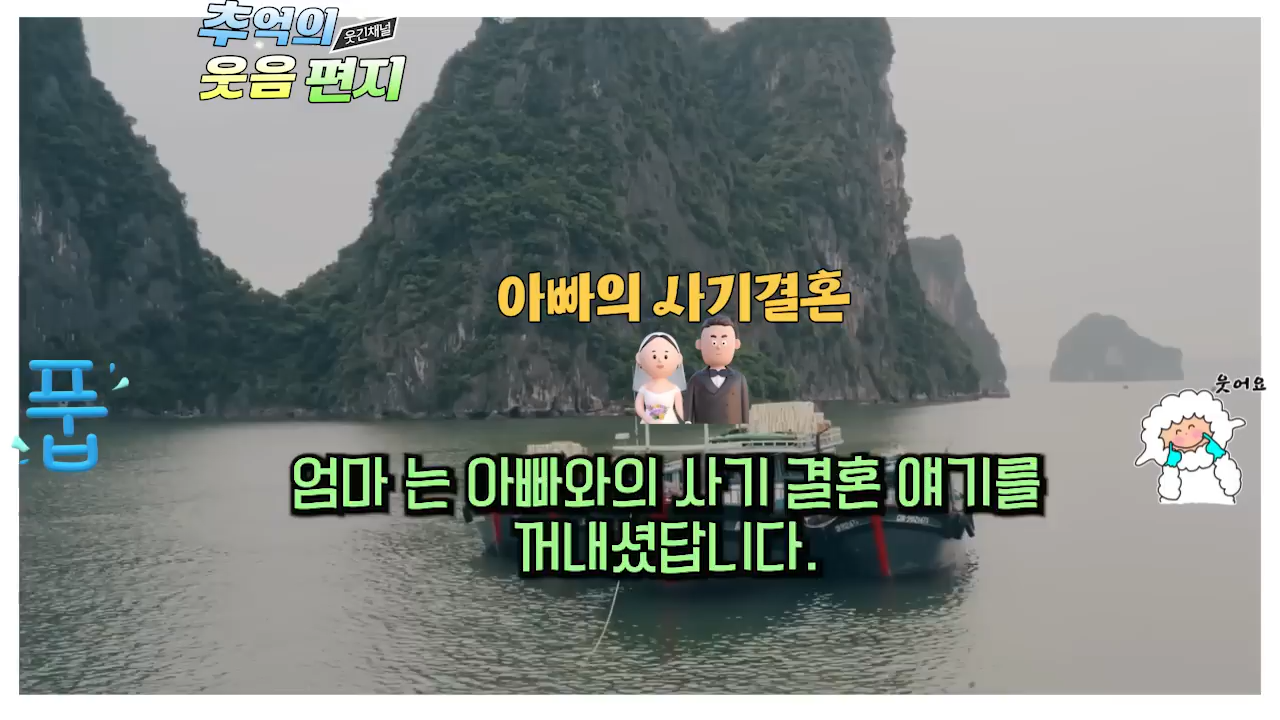 추억의
웃긴채널
웃음 편지
아빠의 사기결혼
풉
웃어요
엄마 는 아빠와의 사기 결혼 얘기를
꺼내셨답니다.